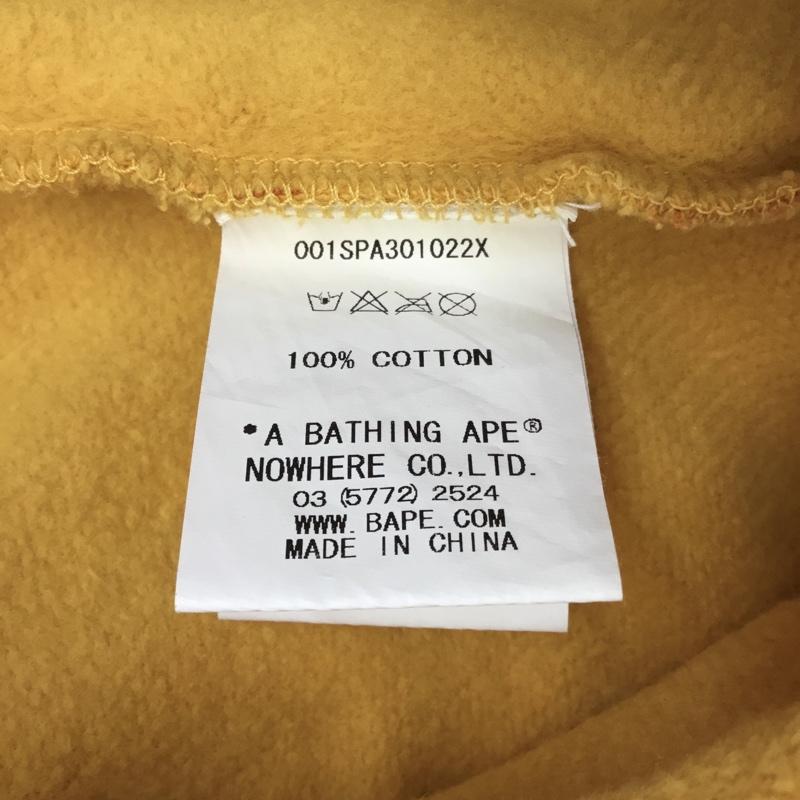 001SPA301022X
100% COTTON
*A BATHING APE®
NOWHERE CO.,LTD.
03 (5772) 2524
WWW. BAPE. COM
MADE IN CHINA